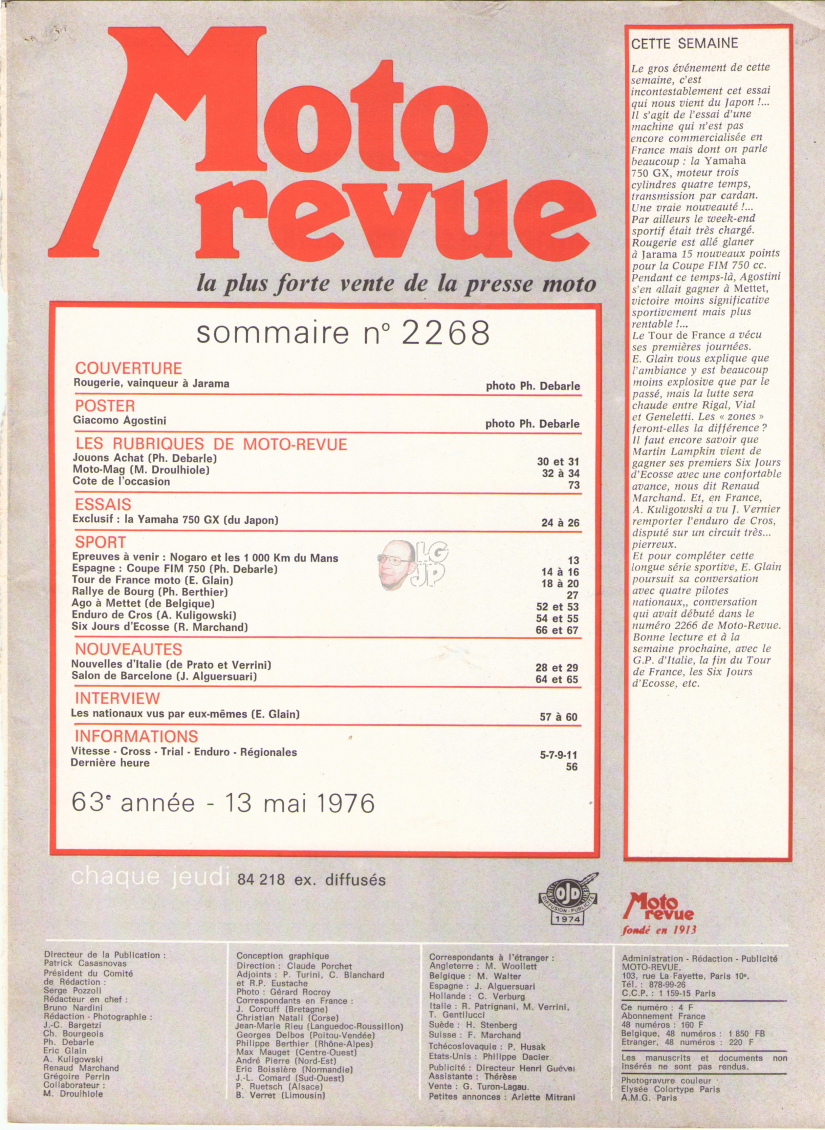 Moto
revue
la plus forte vente de la presse moto
sommaire n° 2268
COUVERTURE
Rougerie, vainqueur à Jarama photo Ph. Debarle
POSTER
Giacomo Agostini photo Ph. Debarle
LES RUBRIQUES DE MOTO-REVUE
Jouons Achat (Ph. Debarle) 30 et 31
Moto-Mag (M. Droulhiole) 32 à 34
Cote de l'occasion 73
ESSAIS
Exclusif : la Yamaha 750 GX (du Japon) 24 à 26
SPORT
Epreuves à venir : Nogaro et les 1 000 Km du Mans 13
Espagne : Coupe FIM 750 (Ph. Debarle) 14 à 16
Tour de France moto (E. Glain) 18 à 20
Rallye de Bourg (Ph. Berthier) 27
Ago à Mettet (de Belgique) 52 et 53
Enduro de Cros (A. Kuligowski) 54 et 55
Six Jours d'Ecosse (R. Marchand) 66 et 67
LG
JP
NOUVEAUTES
Nouvelles d'Italie (de Prato et Verrini) 28 et 29
Salon de Barcelone (J. Alguersuari) 64 et 65
INTERVIEW
Les nationaux vus par eux-mêmes (E. Glain) 57 à 60
INFORMATIONS
Vitesse - Cross - Trial - Enduro - Régionales 5-7-9-11
Dernière heure 56
63e année - 13 mai 1976
chaque jeudi 84 218 ex. diffusés
CETTE SEMAINE
Le gros événement de cette
semaine, c'est
incontestablement cet essai
qui nous vient du Japon !...
Il s'agit de l'essai d'une
machine qui n'est pas
encore commercialisée en
France mais dont on parle
beaucoup : la Yamaha
750 GX, moteur trois
cylindres quatre temps,
transmission par cardan.
Une vraie nouveauté !...
Par ailleurs le week-end
sportif était très chargé.
Rougerie est allé glaner
à Jarama 15 nouveaux points
pour la Coupe FIM 750 cc.
Pendant ce temps-là, Agostini
s'en allait gagner à Mettet,
victoire moins significative
sportivement mais plus
rentable !...
Le Tour de France a vécu
ses premières journées.
E. Glain vous explique que
l'ambiance y est beaucoup
moins explosive que par le
passé, mais la lutte sera
chaude entre Rigal, Vial
et Geneletti. Les « zones »
feront-elles la différence ?
Il faut encore savoir que
Martin Lampkin vient de
gagner ses premiers Six Jours
d'Ecosse avec une confortable
avance, nous dit Renaud
Marchand. Et, en France,
A. Kuligowski a vu J. Vernier
remporter l'enduro de Cros,
disputé sur un circuit très...
pierreux.
Et pour compléter cette
longue série sportive, E. Glain
poursuit sa conversation
avec quatre pilotes
nationaux,, conversation
qui avait débuté dans le
numéro 2266 de Moto-Revue.
Bonne lecture et à la
semaine prochaine, avec le
G.P. d'Italie, la fin du Tour
de France, les Six Jours
d'Ecosse, etc.
OJD
DIFFUSION-PUBLICITÉ
1974
Moto
revue
fondé en 1913
Directeur de la Publication :
Patrick Casasnovas
Président du Comité
de Rédaction :
Serge Pozzoli
Rédacteur en chef :
Bruno Nardini
Rédaction - Photographie :
J.-C. Bargetzi
Ch. Bourgeois
Ph. Debarle
Eric Glain
A. Kuligowski
Renaud Marchand
Grégoire Perrin
Collaborateur :
M. Droulhiole
Conception graphique
Direction : Claude Porchet
Adjoints : P. Turini, C. Blanchard
et R.P. Eustache
Photo : Gérard Rocroy
Correspondants en France :
J. Corcuff (Bretagne)
Christian Natali (Corse)
Jean-Marie Rieu (Languedoc-Roussillon)
Georges Delbos (Poitou-Vendée)
Philippe Berthier (Rhône-Alpes)
Max Mauget (Centre-Ouest)
André Pierre (Nord-Est)
Eric Boissière (Normandie)
J.-L. Comard (Sud-Ouest)
P. Ruetsch (Alsace)
B. Verret (Limousin)
Correspondants à l'étranger :
Angleterre : M. Woollett
Belgique : M. Walter
Espagne : J. Alguersuari
Hollande : C. Verburg
Italie : R. Patrignani, M. Verrini,
T. Gentilucci
Suède : H. Stenberg
Suisse : F. Marchand
Tchécoslovaquie : P. Husak
Etats-Unis : Philippe Dacier
Publicité : Directeur Henri Guével
Assistante : Thérèse
Vente : G. Turon-Lagau.
Petites annonces : Arlette Mitrani
Administration - Rédaction - Publicité
MOTO-REVUE,
103, rue La Fayette, Paris 10e.
Tél. : 878-99-26
C.C.P. : 1 159-15 Paris
Ce numéro : 4 F
Abonnement France
48 numéros : 160 F
Belgique, 48 numéros : 1 850 FB
Etranger, 48 numéros : 220 F
Les manuscrits et documents non
insérés ne sont pas rendus.
Photogravure couleur :
Elysée Colortype Paris
A.M.G. Paris